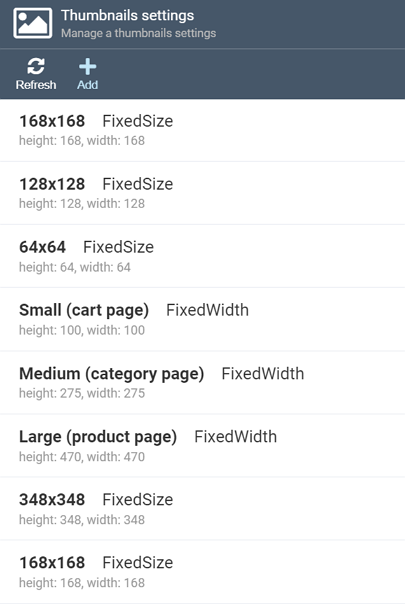 Thumbnails settings
Manage a thumbnails settings
Refresh Add
168x168 FixedSize
height: 168, width: 168
128x128 FixedSize
height: 128, width: 128
64x64 FixedSize
height: 64, width: 64
Small (cart page) FixedWidth
height: 100, width: 100
Medium (category page) FixedWidth
height: 275, width: 275
Large (product page) FixedWidth
height: 470, width: 470
348x348 FixedSize
height: 348, width: 348
168x168 FixedSize
height: 168, width: 168